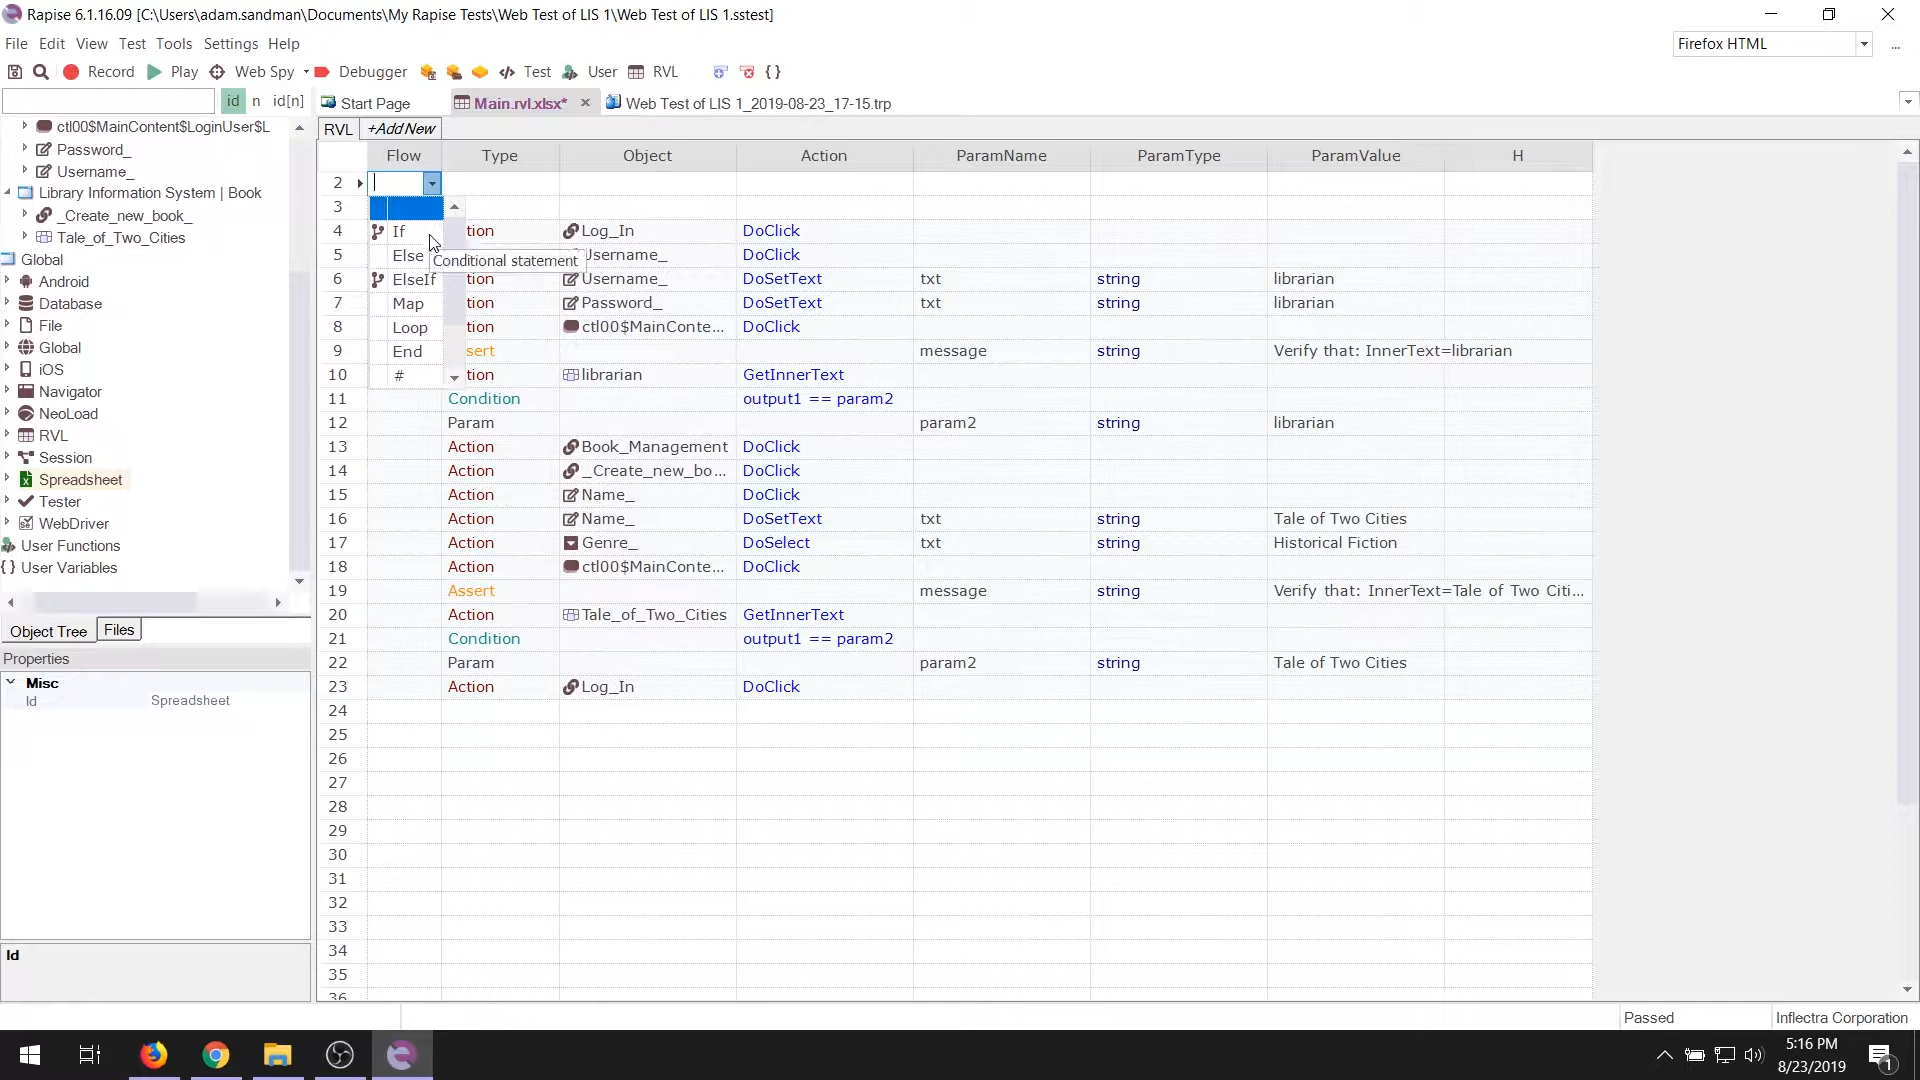 Rapise 6.1.16.09 [C:\Users\adam.sandman\Documents\My Rapise Tests\Web Test of LIS 1\Web Test of LIS 1.sstest]
File Edit View Test Tools Settings Help
Firefox HTML ...
Record Play Web Spy Debugger Test User RVL { }
id n id[n] Start Page Main.rvl.xlsx* Web Test of LIS 1_2019-08-23_17-15.trp
ctl00$MainContent$LoginUser$L
Password_
Username_
Library Information System | Book
_Create_new_book_
Tale_of_Two_Cities
Global
Android
Database
File
Global
iOS
Navigator
NeoLoad
RVL
Session
Spreadsheet
Tester
WebDriver
User Functions
{} User Variables
Object Tree Files
Properties
Misc
Id Spreadsheet
Id
RVL +Add New
Flow Type Object Action ParamName ParamType ParamValue H
2
3
4 If tion Log_In DoClick
5 Else Username_ DoClick
Conditional statement
6 ElseIf tion Username_ DoSetText txt string librarian
7 Map tion Password_ DoSetText txt string librarian
8 Loop tion ctl00$MainConte... DoClick
9 End sert message string Verify that: InnerText=librarian
10 # tion librarian GetInnerText
11 Condition output1 == param2
12 Param param2 string librarian
13 Action Book_Management DoClick
14 Action _Create_new_bo... DoClick
15 Action Name_ DoClick
16 Action Name_ DoSetText txt string Tale of Two Cities
17 Action Genre_ DoSelect txt string Historical Fiction
18 Action ctl00$MainConte... DoClick
19 Assert message string Verify that: InnerText=Tale of Two Citi...
20 Action Tale_of_Two_Cities GetInnerText
21 Condition output1 == param2
22 Param param2 string Tale of Two Cities
23 Action Log_In DoClick
24
25
26
27
28
29
30
31
32
33
34
35
36
Passed Inflectra Corporation
5:16 PM
8/23/2019
1